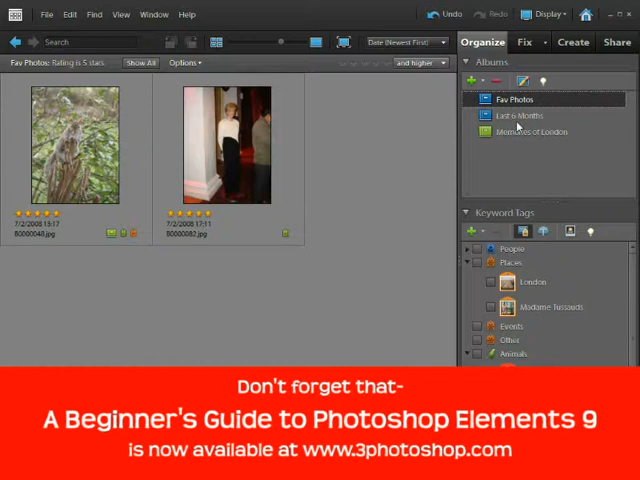 File Edit Find View Window Help Undo Redo Display
Search Date (Newest First) Organize Fix Create Share
Fav Photos: Rating is 5 stars Show All Options and higher
Albums
Fav Photos
Last 6 Months
Memories of London
7/2/2008 15:17
80000048.jpg
7/2/2008 17:11
80000082.jpg
Keyword Tags
People
Places
London
Madame Tussauds
Events
Other
Animals
Don't forget that-
A Beginner's Guide to Photoshop Elements 9
is now available at www.3photoshop.com